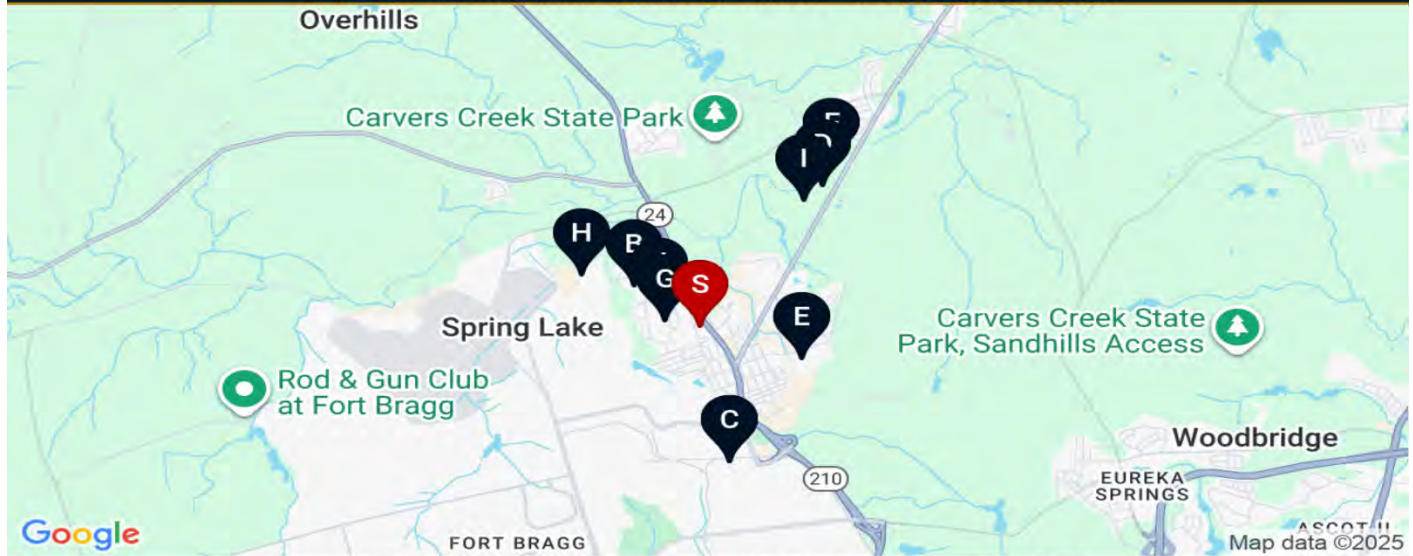 Overhills
Carvers Creek State Park
I
24
H
B
G
S
Spring Lake
E
Carvers Creek State
Park, Sandhills Access
Rod & Gun Club
at Fort Bragg
C
Woodbridge
210
EUREKA
SPRINGS
Google
FORT BRAGG
Map data ©2025